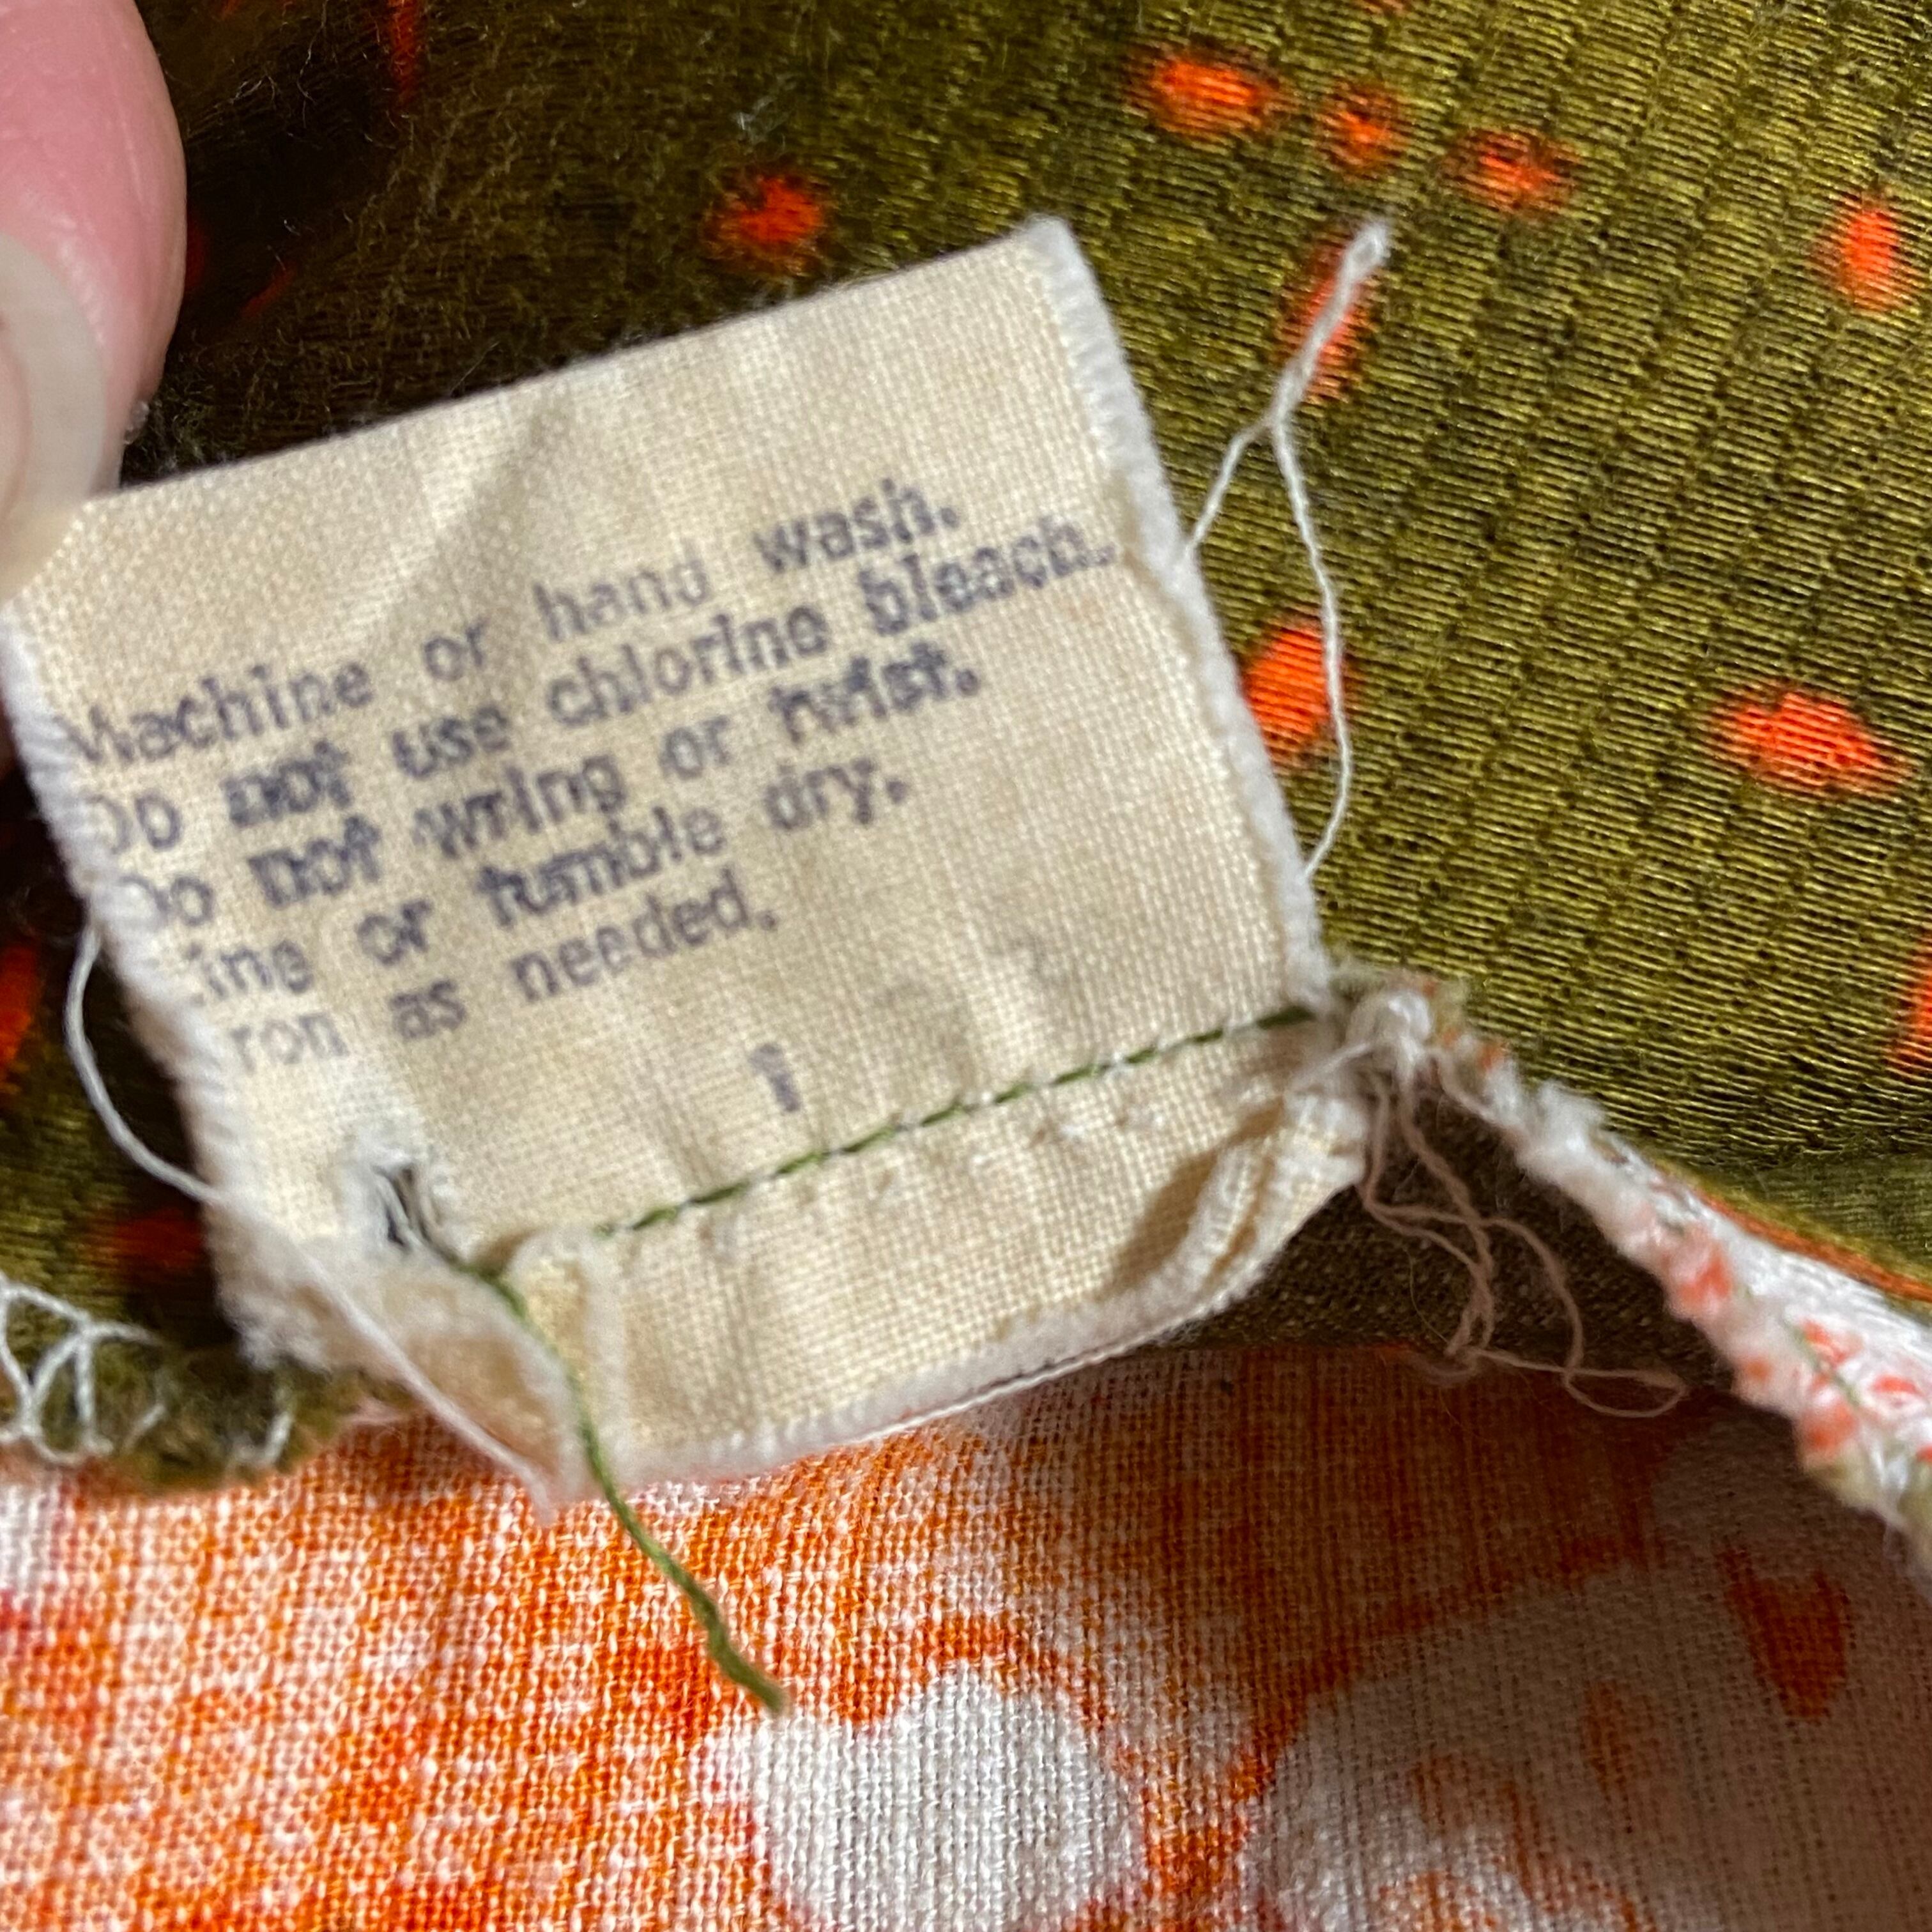 Machine or hand wash.
Do not use chlorine bleach.
Do not wring or twist.
Line or tumble dry.
Iron as needed.
1